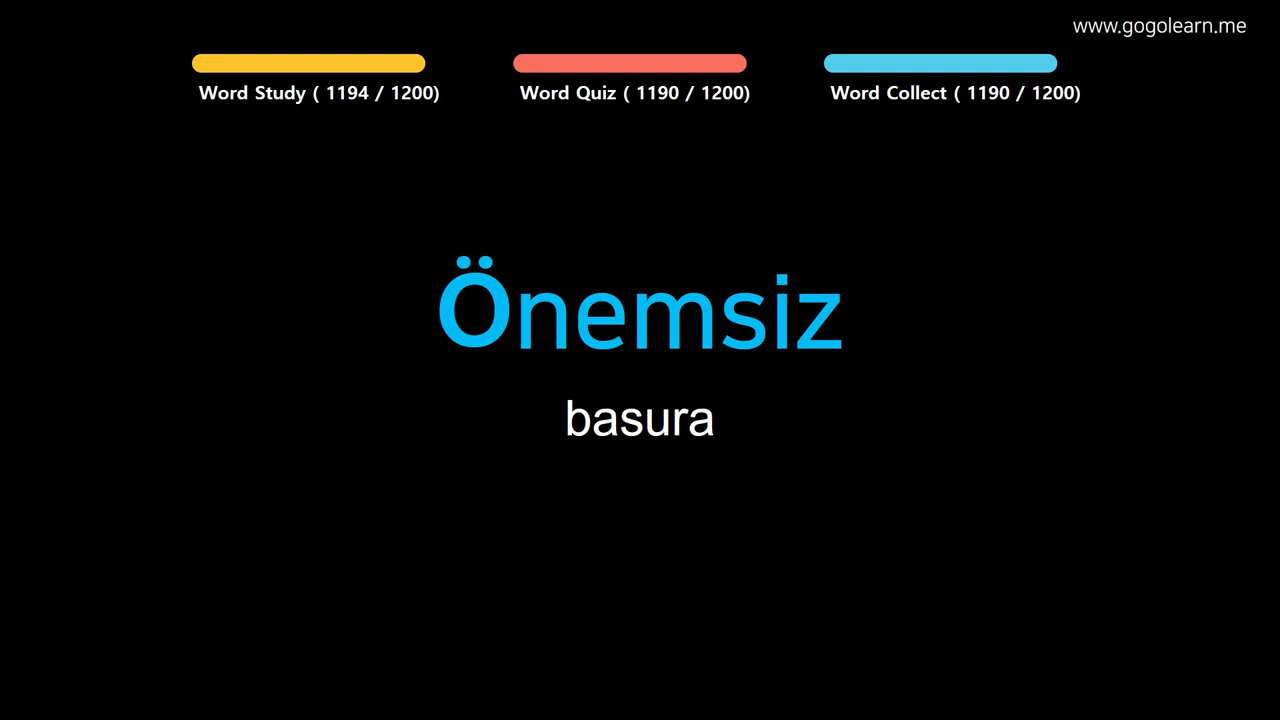 www.gogolearn.me
Word Study ( 1194 / 1200)
Word Quiz ( 1190 / 1200)
Word Collect ( 1190 / 1200)
Önemsiz
basura